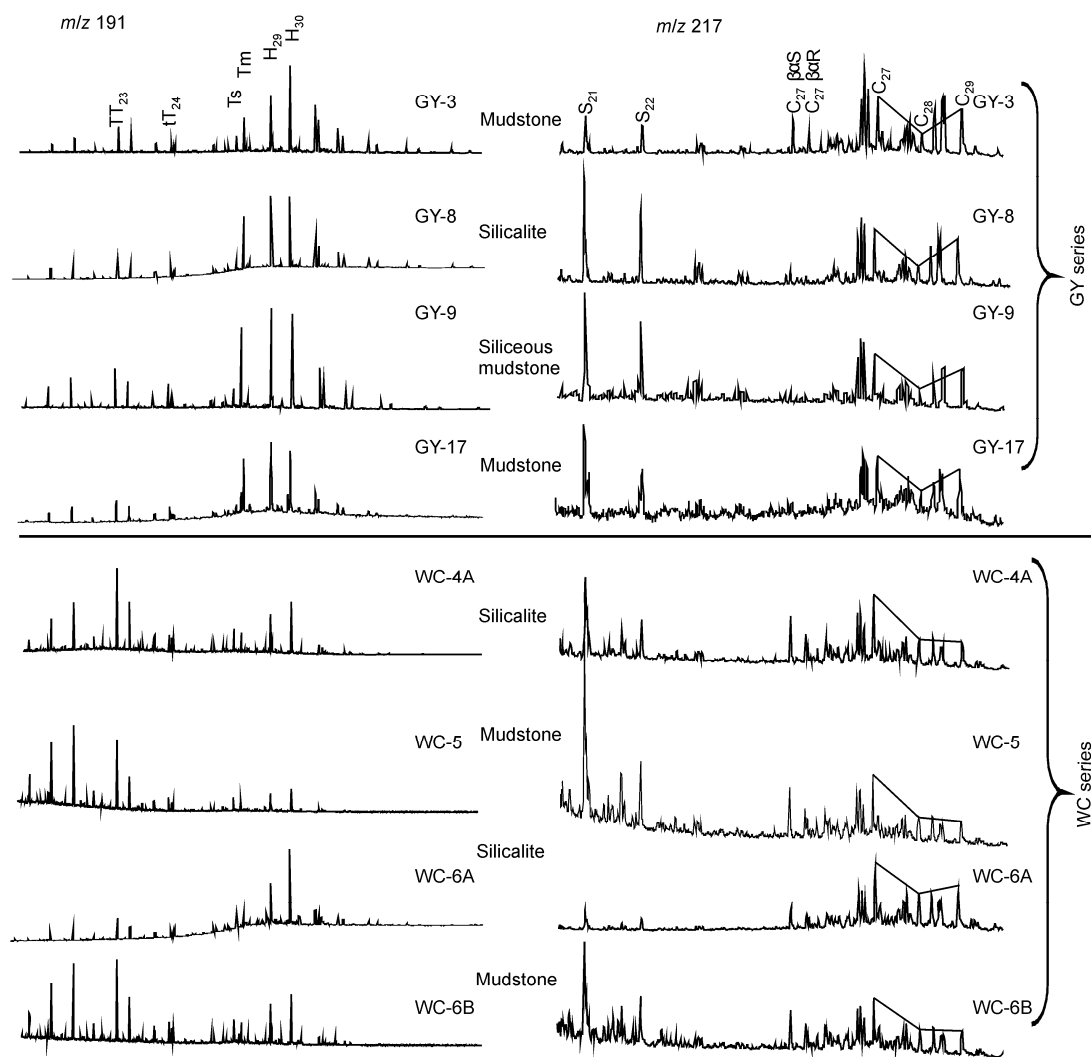 m/z 191
m/z 217
TT23
tT24
Ts
Tm
H29
H30
S21
S22
C27 βαS
C27 βαR
C27
C28
C29
GY-3
Mudstone
GY-3
GY-8
Silicalite
GY-8
GY-9
Siliceous
mudstone
GY-9
GY-17
Mudstone
GY-17
GY series
WC-4A
Silicalite
WC-4A
WC-5
Mudstone
WC-5
Silicalite
WC-6A
WC-6A
Mudstone
WC-6B
WC-6B
WC series